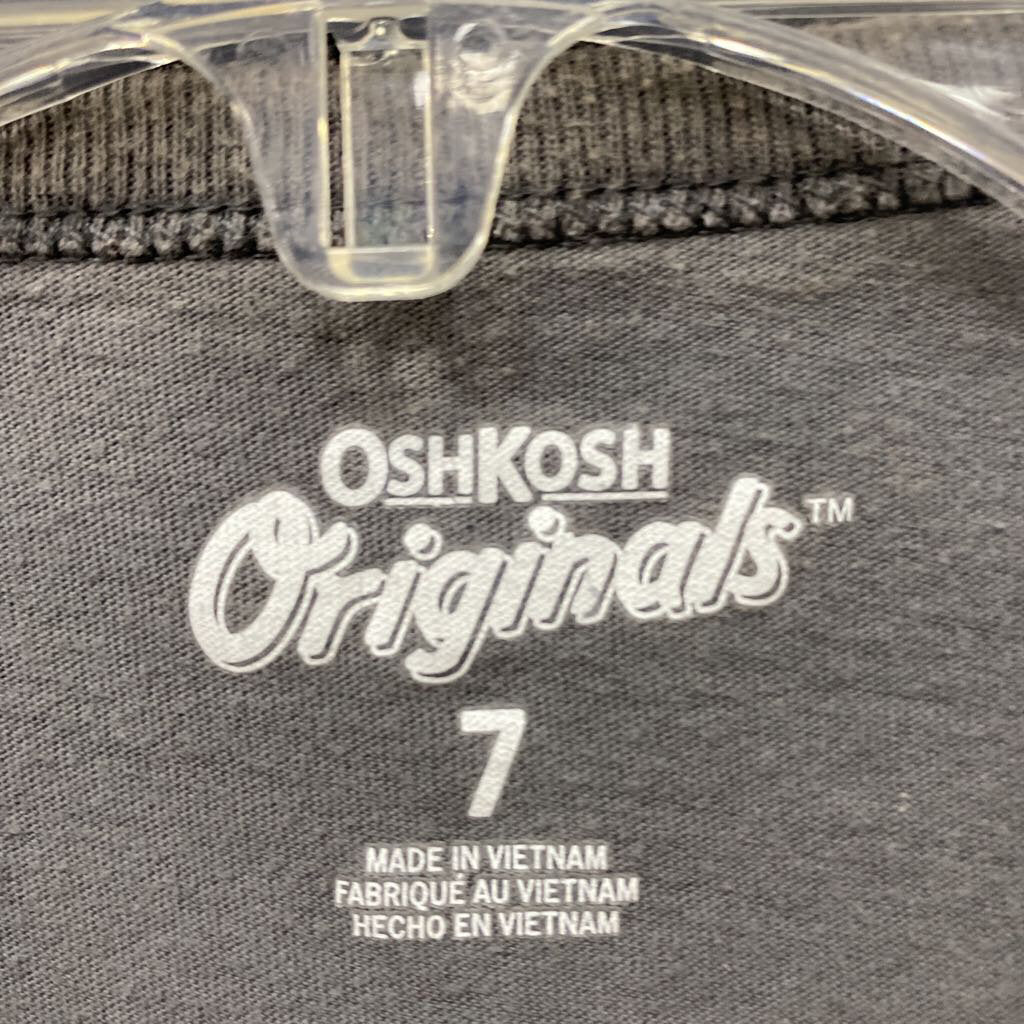 OSHKOSH
Originals™
7
MADE IN VIETNAM
FABRIQUÉ AU VIETNAM
HECHO EN VIETNAM